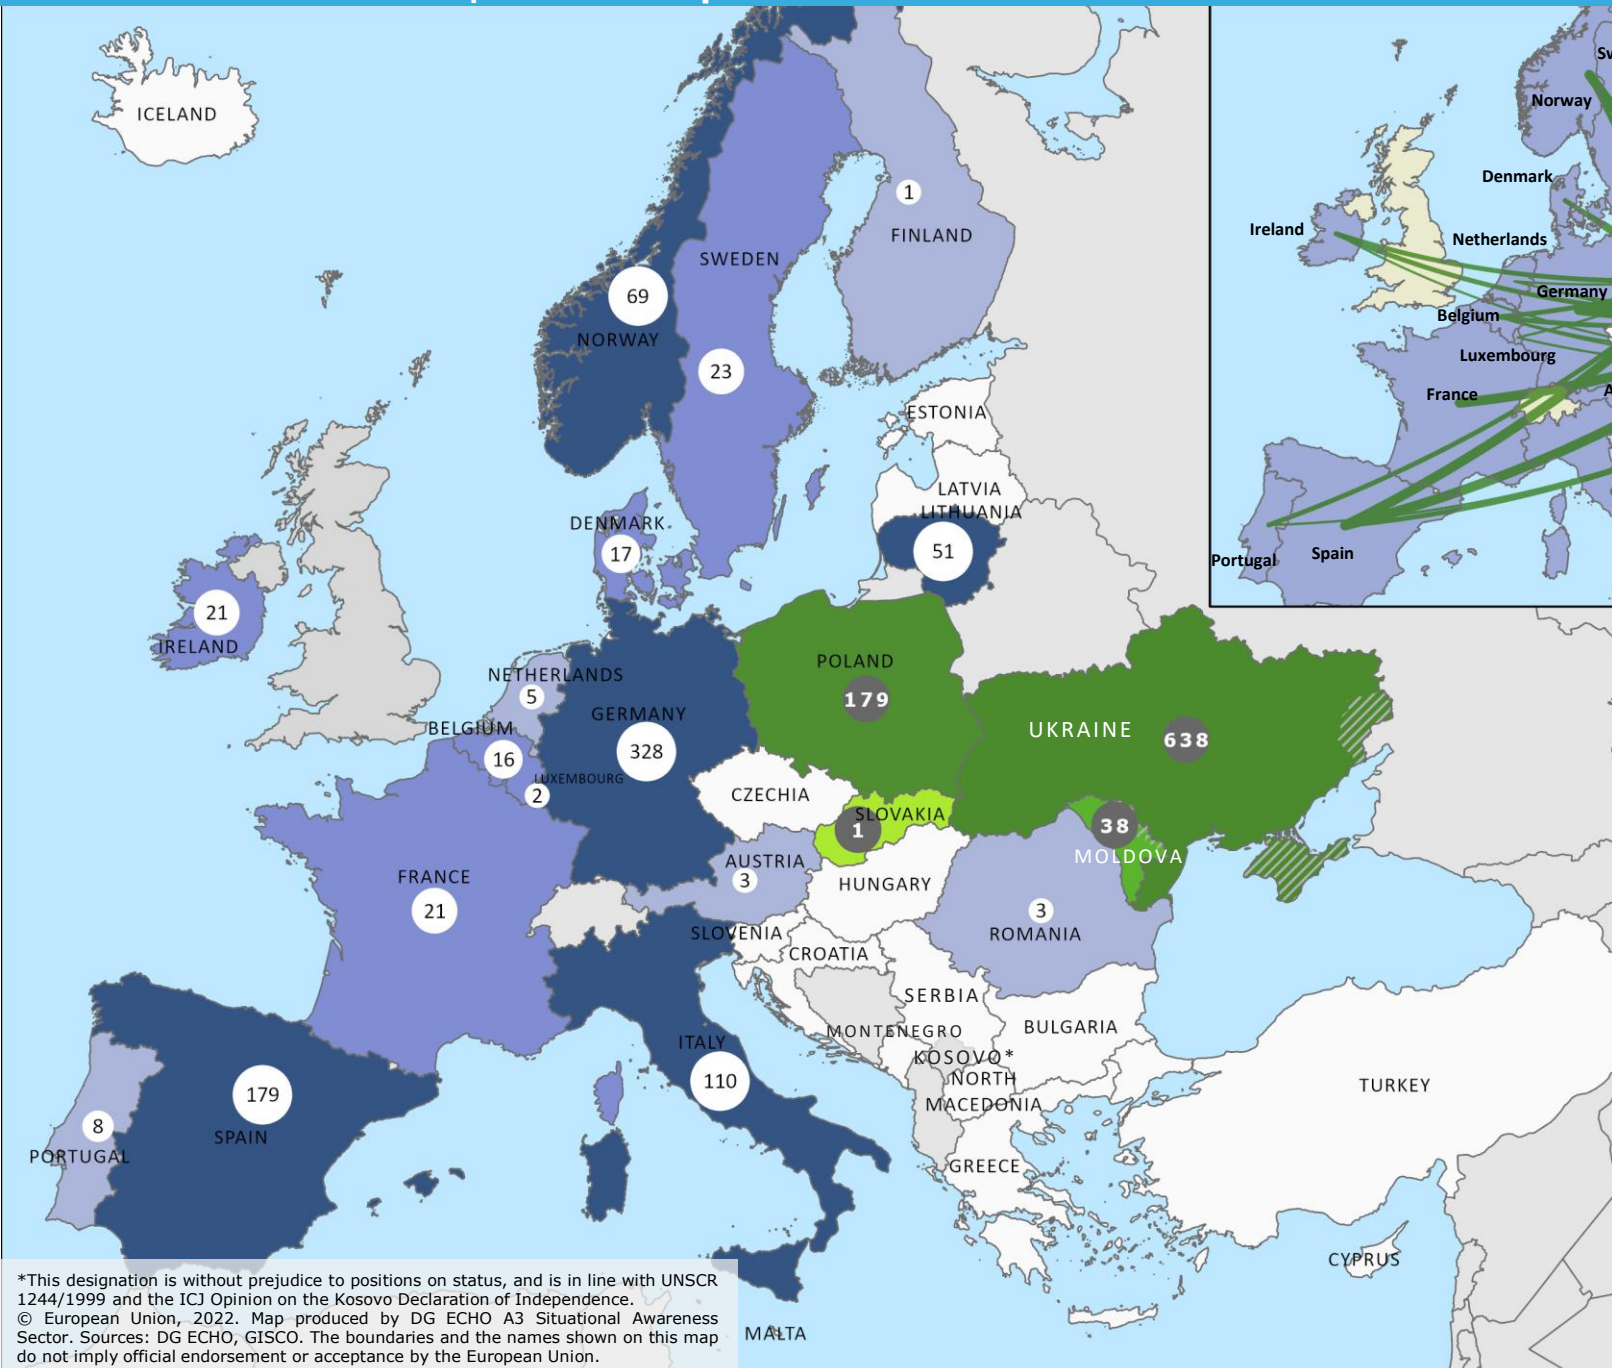 ICELAND
1
FINLAND
SWEDEN
69
NORWAY
23
ESTONIA
LATVIA
LITHUANIA
51
DENMARK
17
21
IRELAND
NETHERLANDS
5
BELGIUM
16
LUXEMBOURG
2
GERMANY
328
POLAND
179
UKRAINE
638
CZECHIA
SLOVAKIA
1
38
MOLDOVA
AUSTRIA
3
HUNGARY
FRANCE
21
3
ROMANIA
SLOVENIA
CROATIA
SERBIA
MONTENEGRO
BULGARIA
KOSOVO*
NORTH
MACEDONIA
ITALY
110
179
SPAIN
8
PORTUGAL
TURKEY
GREECE
CYPRUS
MALTA
Sv
Norway
Denmark
Ireland
Netherlands
Germany
Belgium
Luxembourg
France
A
Portugal
Spain
*This designation is without prejudice to positions on status, and is in line with UNSCR
1244/1999 and the ICJ Opinion on the Kosovo Declaration of Independence.
© European Union, 2022. Map produced by DG ECHO A3 Situational Awareness
Sector. Sources: DG ECHO, GISCO. The boundaries and the names shown on this map
do not imply official endorsement or acceptance by the European Union.